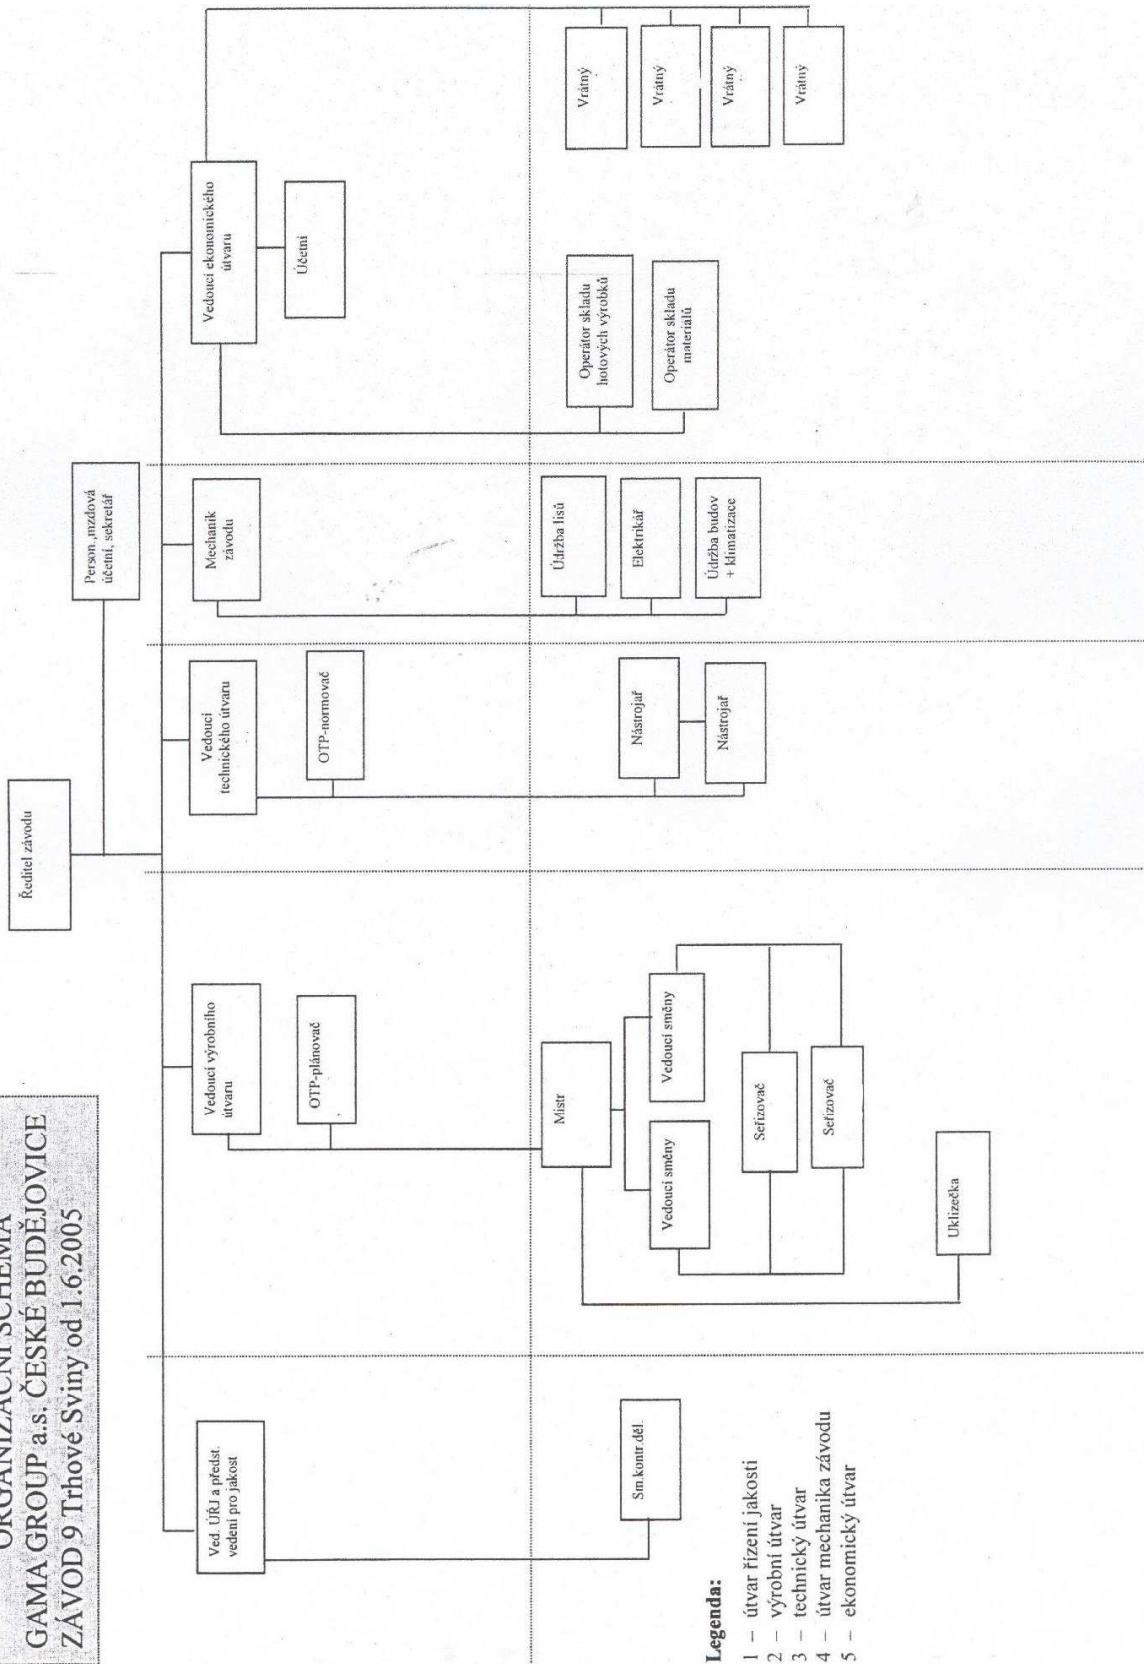 ORGANIZAČNÍ SCHÉMA
GAMA GROUP a.s. ČESKÉ BUDĚJOVICE
ZÁVOD 9 Trhové Sviny od 1.6.2005
Ředitel závodu
Person.,mzdová
účetní, sekretář
Ved. ÚŘJ a předst.
vedení pro jakost
Vedoucí výrobního
útvaru
Vedoucí
technického útvaru
Mechanik
závodu
Vedoucí ekonomického
útvaru
OTP-plánovač
OTP-normovač
Účetní
Sm.kontr.děl.
Mistr
Vedoucí směny
Vedoucí směny
Seřizovač
Seřizovač
Uklízečka
Nástrojař
Nástrojař
Údržba lisů
Elektrikář
Údržba budov
+ klimatizace
Operátor skladu
hotových výrobků
Operátor skladu
materiálů
Vrátný
Vrátný
Vrátný
Vrátný
Legenda:
1 – útvar řízení jakosti
2 – výrobní útvar
3 – technický útvar
4 – útvar mechanika závodu
5 – ekonomický útvar